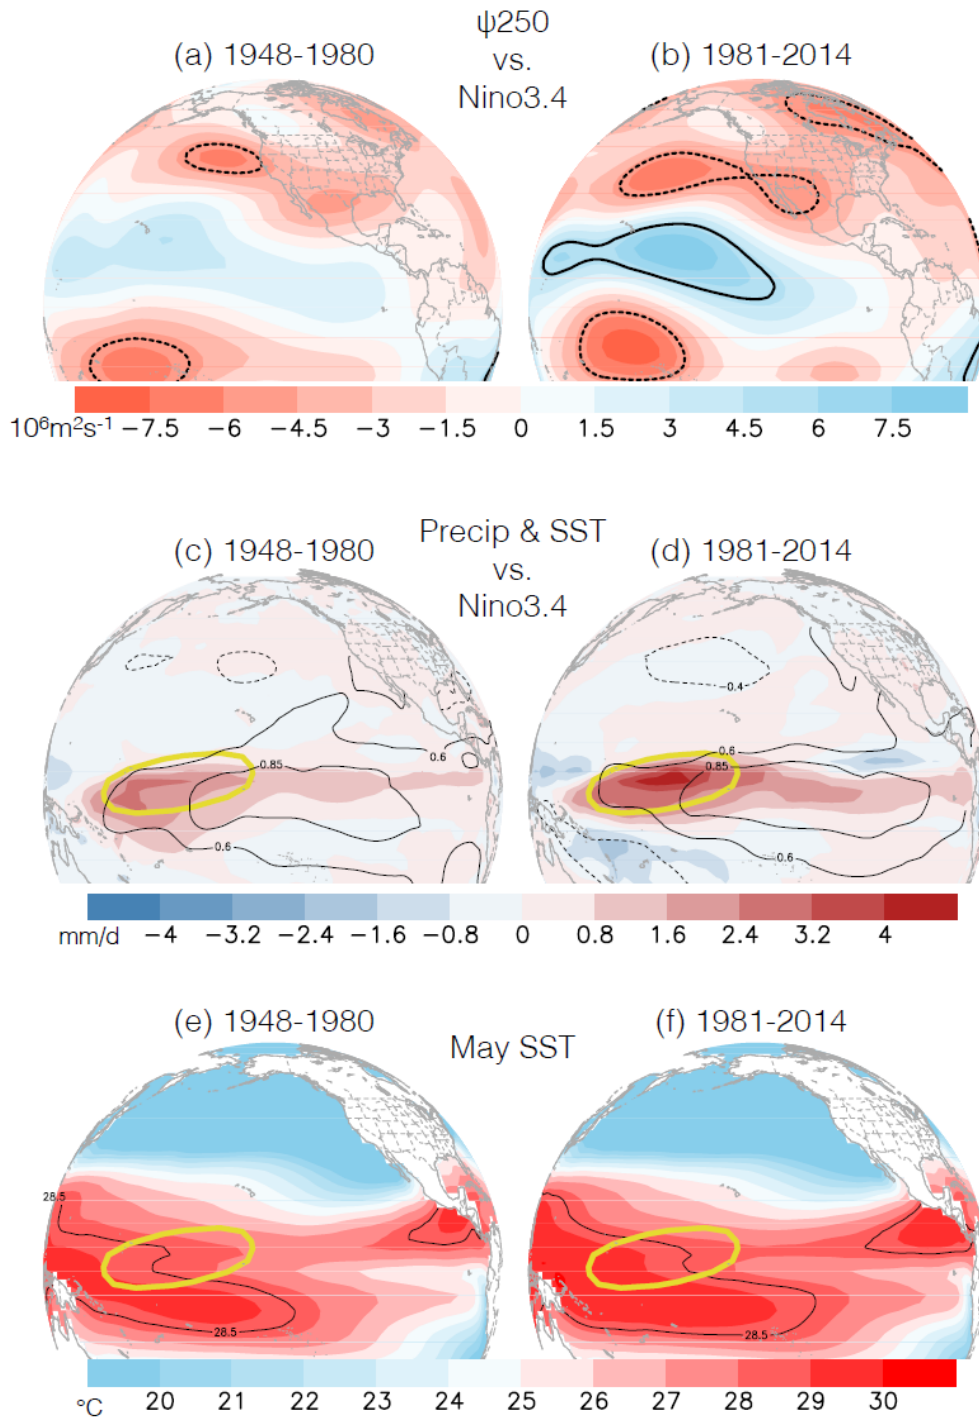 ψ250
vs.
Nino3.4
(a) 1948-1980
(b) 1981-2014
10⁶m²s⁻¹ −7.5 −6 −4.5 −3 −1.5 0 1.5 3 4.5 6 7.5
Precip & SST
vs.
Nino3.4
(c) 1948-1980
(d) 1981-2014
0.6
0.85
0.6
−0.4
0.6
0.85
0.6
mm/d −4 −3.2 −2.4 −1.6 −0.8 0 0.8 1.6 2.4 3.2 4
(e) 1948-1980
May SST
(f) 1981-2014
28.5
28.5
28.5
°C 20 21 22 23 24 25 26 27 28 29 30